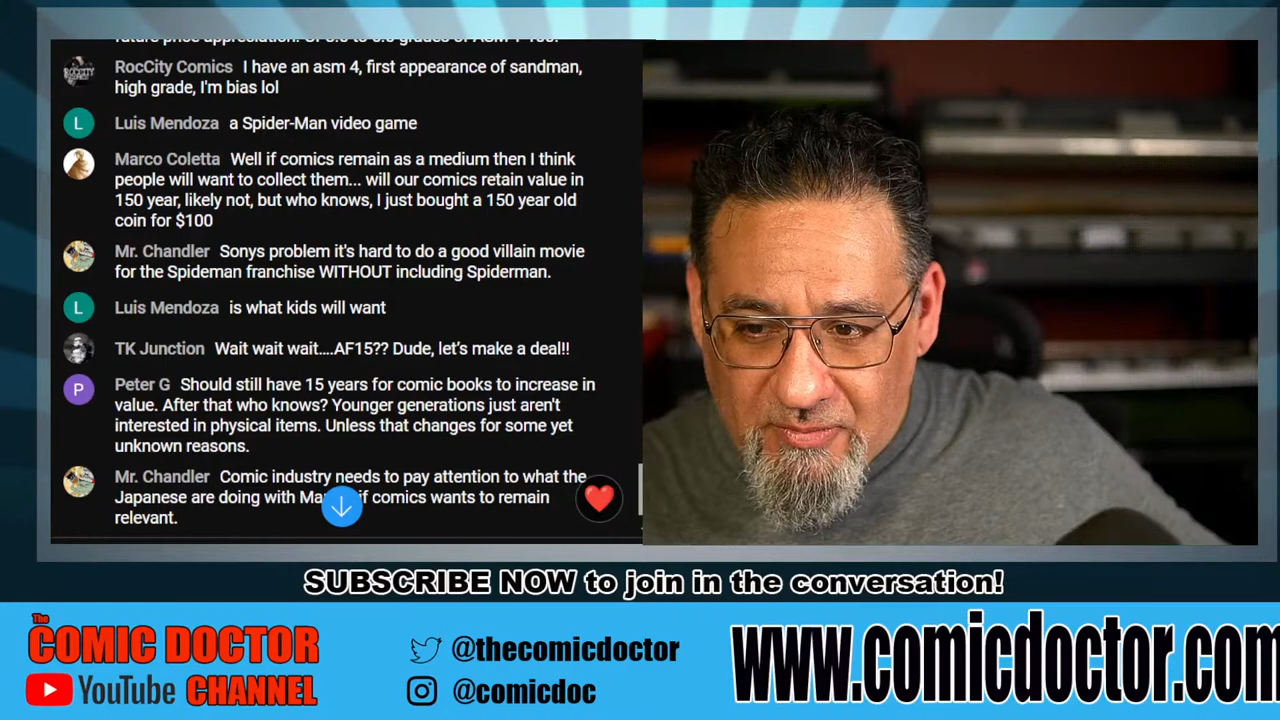 future price appreciation. Of
RocCity Comics I have an asm 4, first appearance of sandman,
high grade, I'm bias lol
L Luis Mendoza a Spider-Man video game
Marco Coletta Well if comics remain as a medium then I think
people will want to collect them... will our comics retain value in
150 year, likely not, but who knows, I just bought a 150 year old
coin for $100
Mr. Chandler Sonys problem it's hard to do a good villain movie
for the Spideman franchise WITHOUT including Spiderman.
L Luis Mendoza is what kids will want
TK Junction Wait wait wait....AF15?? Dude, let's make a deal!!
P Peter G Should still have 15 years for comic books to increase in
value. After that who knows? Younger generations just aren't
interested in physical items. Unless that changes for some yet
unknown reasons.
Mr. Chandler Comic industry needs to pay attention to what the
Japanese are doing with if comics wants to remain
relevant.
SUBSCRIBE NOW to join in the conversation!
The
COMIC DOCTOR
YouTube CHANNEL
@thecomicdoctor
@comicdoc
www.comicdoctor.com